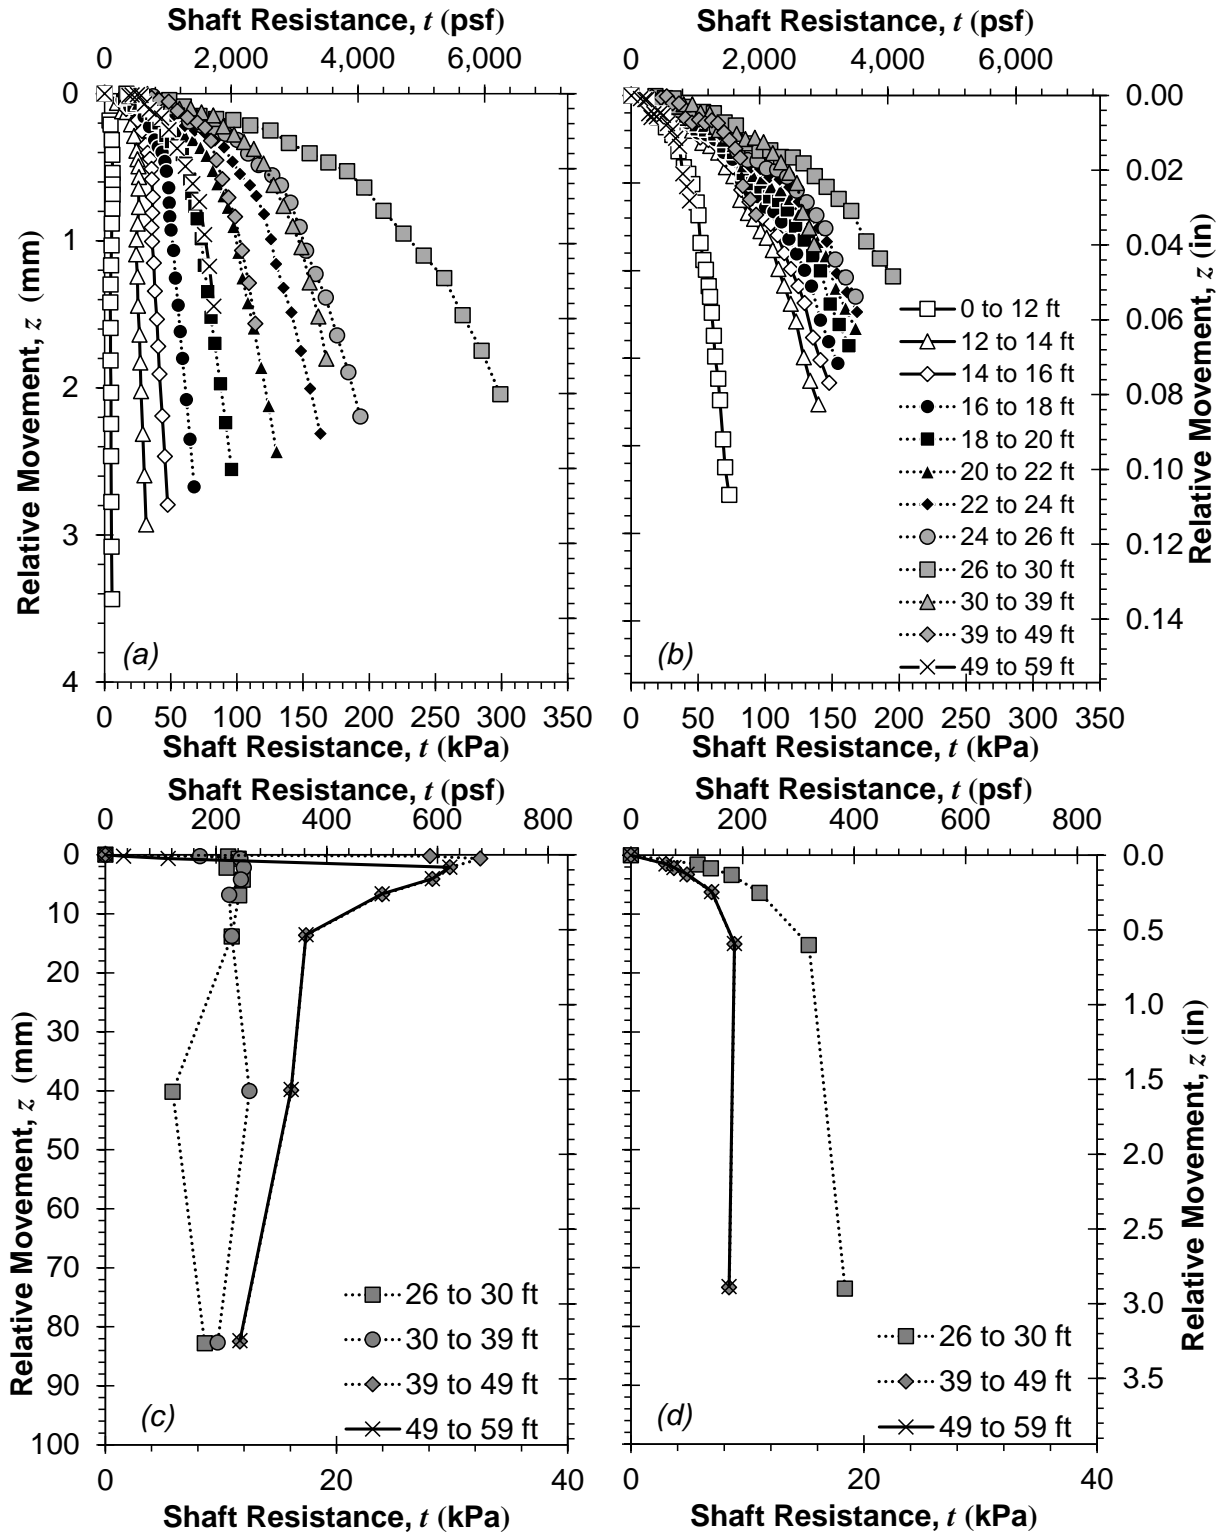 Shaft Resistance, t (psf)
0 2,000 4,000 6,000
0
1
2
3
4
Relative Movement, z (mm)
(a)
0 50 100 150 200 250 300 350
Shaft Resistance, t (kPa)
Shaft Resistance, t (psf)
0 2,000 4,000 6,000
0.00
0.02
0.04
0.06
0.08
0.10
0.12
0.14
Relative Movement, z (in)
0 to 12 ft
12 to 14 ft
14 to 16 ft
16 to 18 ft
18 to 20 ft
20 to 22 ft
22 to 24 ft
24 to 26 ft
26 to 30 ft
30 to 39 ft
39 to 49 ft
49 to 59 ft
(b)
0 50 100 150 200 250 300 350
Shaft Resistance, t (kPa)
Shaft Resistance, t (psf)
0 200 400 600 800
0
10
20
30
40
50
60
70
80
90
100
Relative Movement, z (mm)
26 to 30 ft
30 to 39 ft
39 to 49 ft
49 to 59 ft
(c)
0 20 40
Shaft Resistance, t (kPa)
Shaft Resistance, t (psf)
0 200 400 600 800
0.0
0.5
1.0
1.5
2.0
2.5
3.0
3.5
Relative Movement, z (in)
26 to 30 ft
39 to 49 ft
49 to 59 ft
(d)
0 20 40
Shaft Resistance, t (kPa)